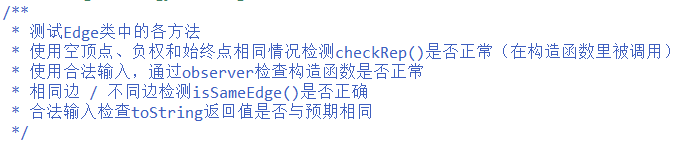 /**
* 测试Edge类中的各方法
* 使用空顶点、负权和始终点相同情况检测checkRep()是否正常（在构造函数里被调用）
* 使用合法输入，通过observer检查构造函数是否正常
* 相同边 / 不同边检测isSameEdge()是否正确
* 合法输入检查toString返回值是否与预期相同
*/